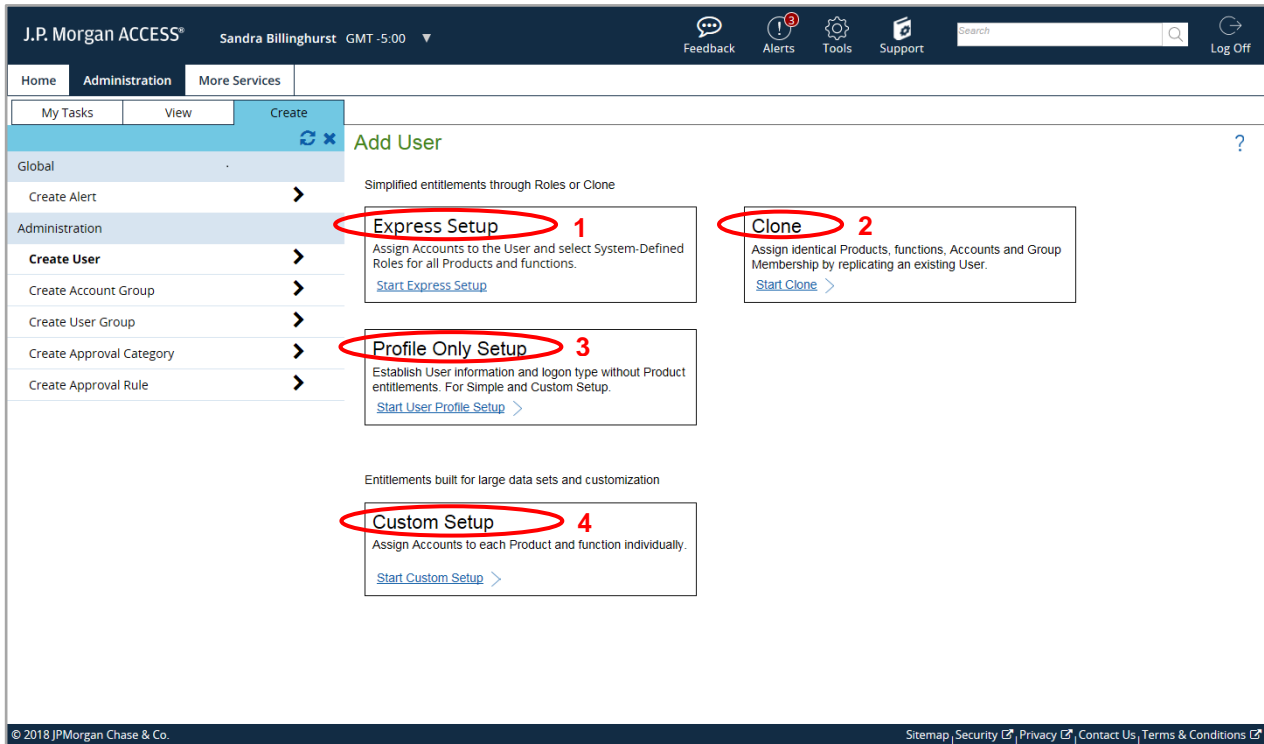 J.P. Morgan ACCESS®
Sandra Billinghurst GMT -5:00 ▼
Feedback
3
Alerts
Tools
Support
Search
Log Off
Home Administration More Services
My Tasks View Create
Add User
?
Global
Create Alert
Administration
Create User
Create Account Group
Create User Group
Create Approval Category
Create Approval Rule
Simplified entitlements through Roles or Clone
Express Setup 1
Assign Accounts to the User and select System-Defined
Roles for all Products and functions.
Start Express Setup
Clone 2
Assign identical Products, functions, Accounts and Group
Membership by replicating an existing User.
Start Clone
Profile Only Setup 3
Establish User information and logon type without Product
entitlements. For Simple and Custom Setup.
Start User Profile Setup
Entitlements built for large data sets and customization
Custom Setup 4
Assign Accounts to each Product and function individually.
Start Custom Setup
© 2018 JPMorgan Chase & Co.
Sitemap | Security | Privacy | Contact Us | Terms & Conditions